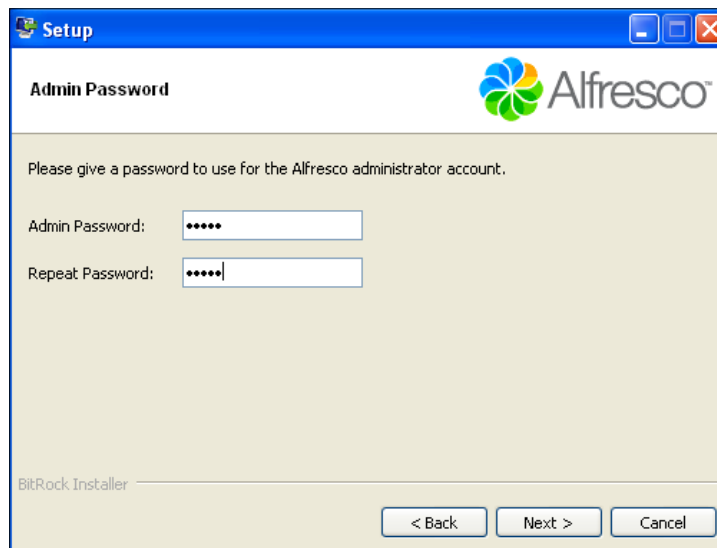 Setup
Admin Password
Alfresco™
Please give a password to use for the Alfresco administrator account.
Admin Password: •••••
Repeat Password: •••••
BitRock Installer
< Back Next > Cancel